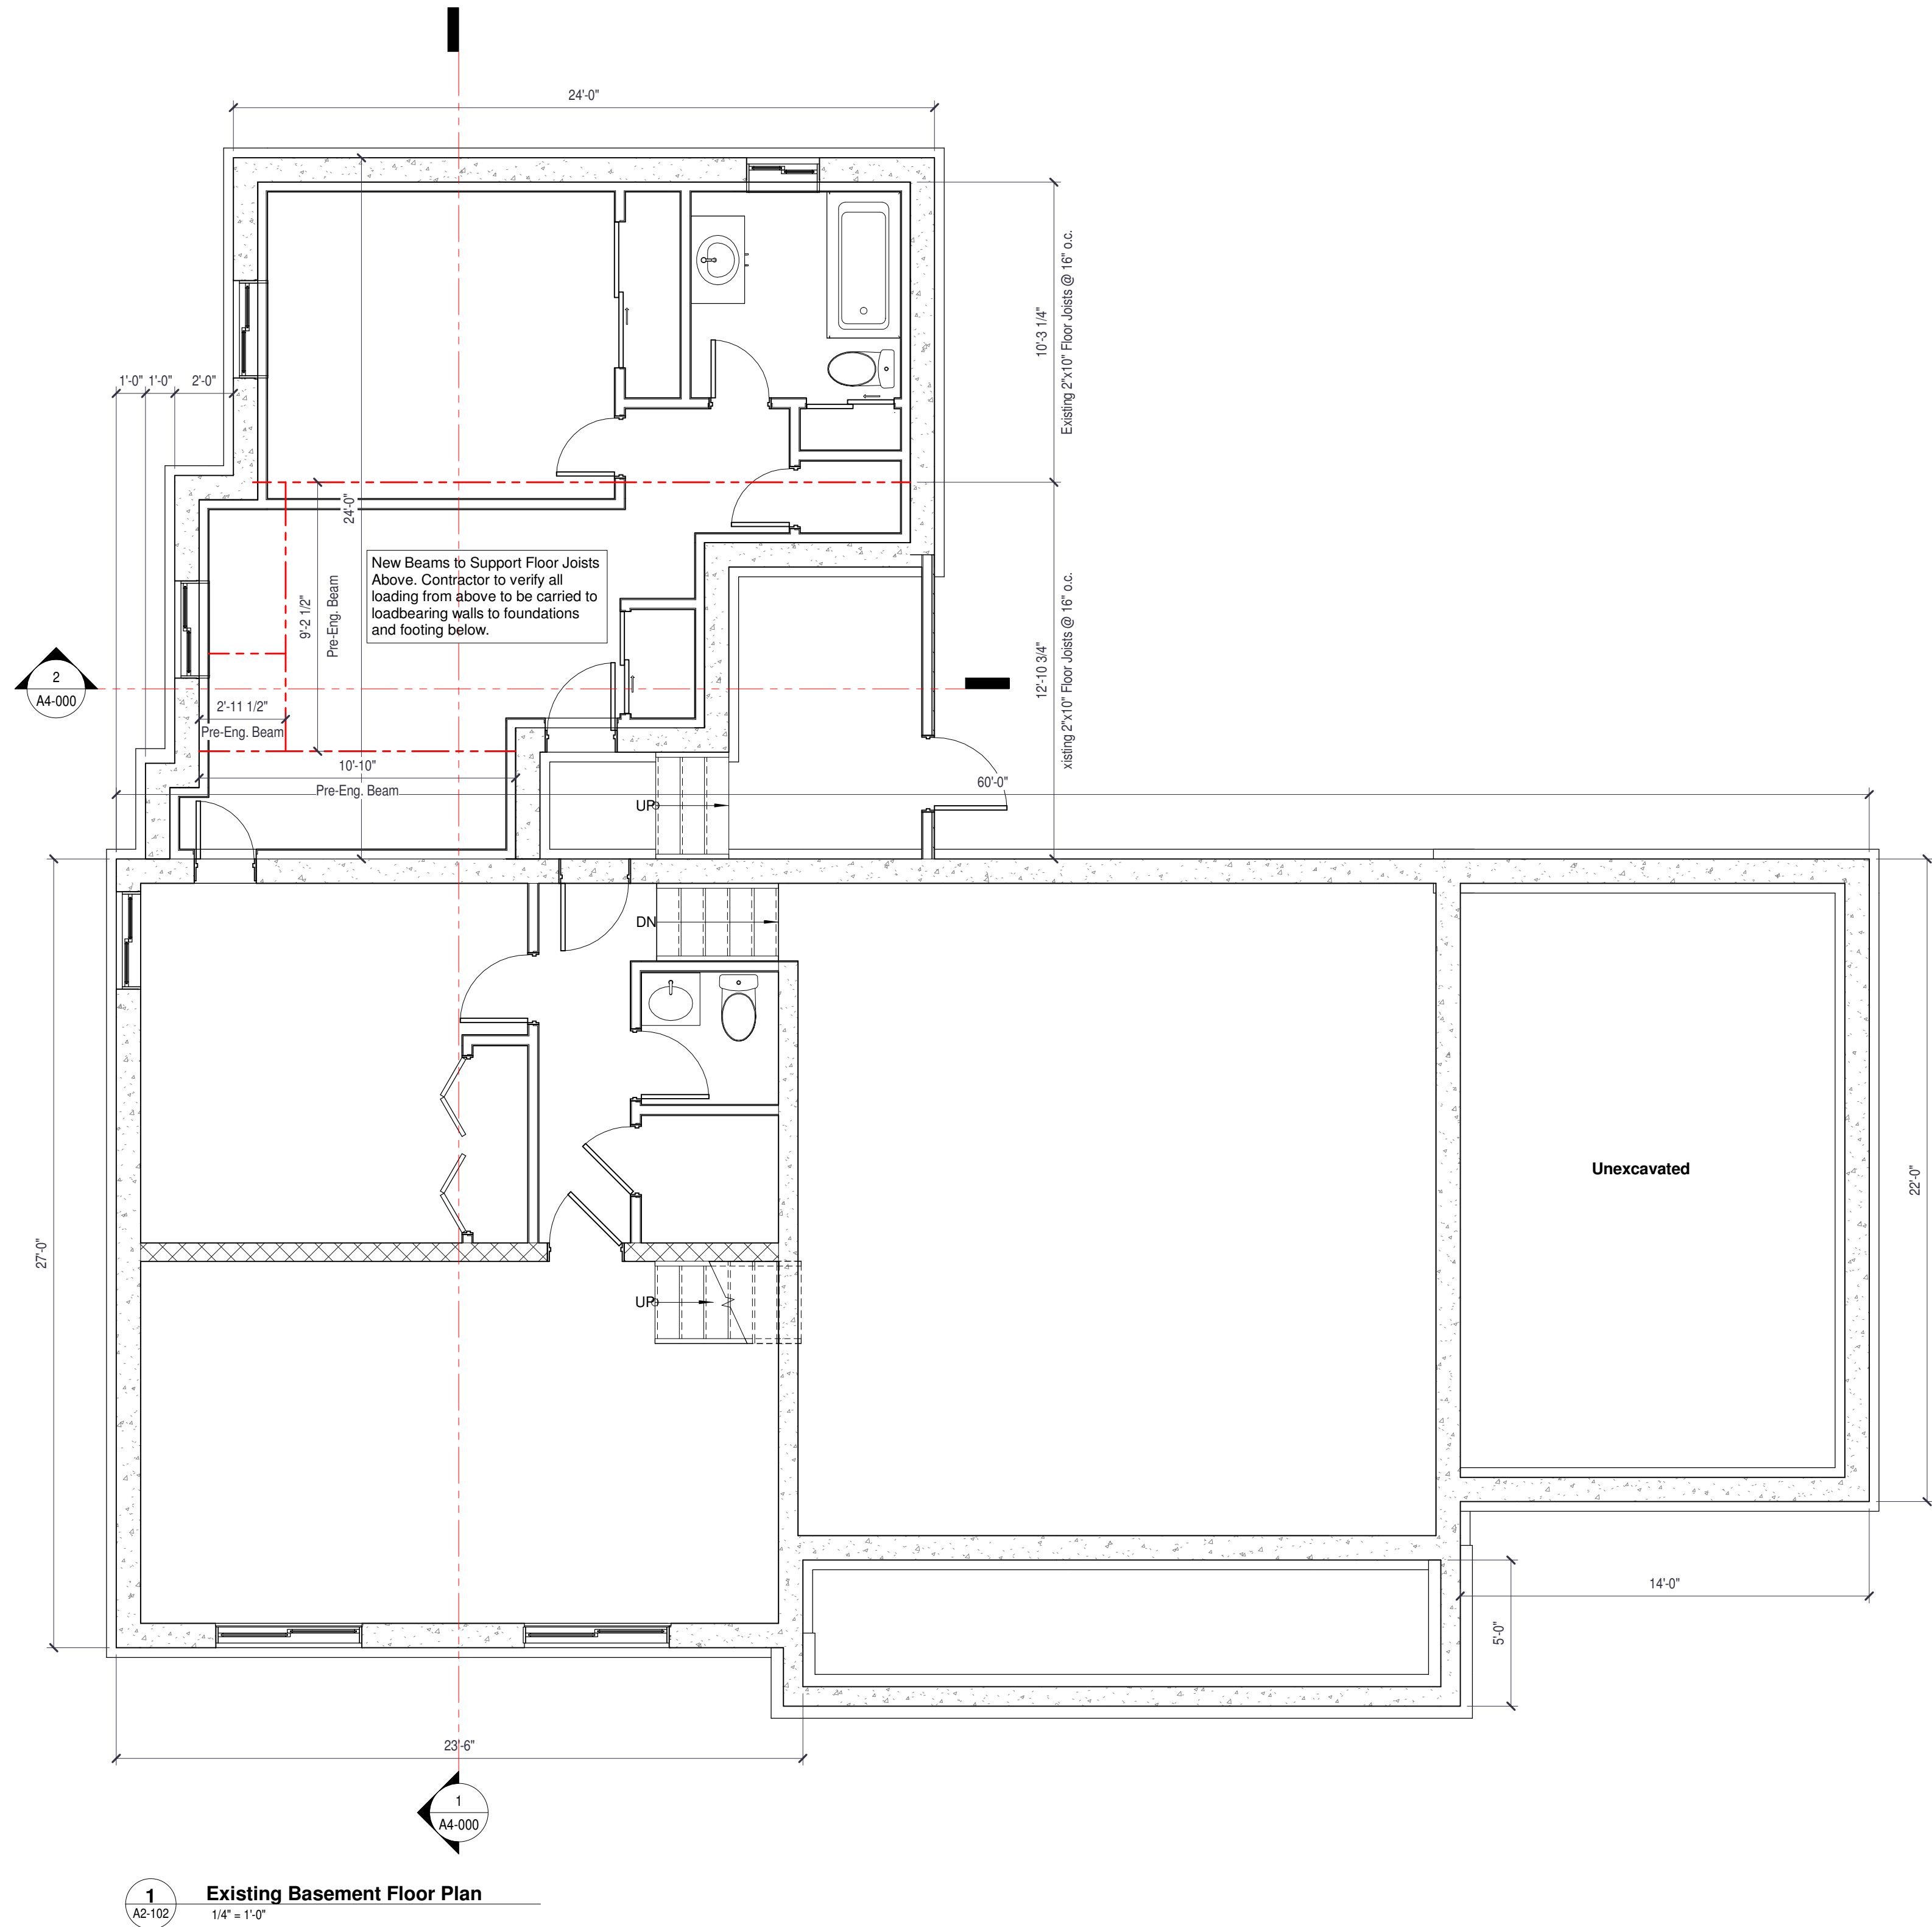 24'-0"
10'-3 1/4"
Existing 2"x10" Floor Joists @ 16" o.c.
1'-0"
1'-0"
2'-0"
24'-0"
New Beams to Support Floor Joists
Above. Contractor to verify all
loading from above to be carried to
loadbearing walls to foundations
and footing below.
9'-2 1/2"
Pre-Eng. Beam
12'-10 3/4"
xisting 2"x10" Floor Joists @ 16" o.c.
2
A4-000
2'-11 1/2"
Pre-Eng. Beam
10'-10"
Pre-Eng. Beam
60'-0"
UP
DN
Unexcavated
22'-0"
27'-0"
UP
14'-0"
5'-0"
23'-6"
1
A4-000
1
A2-102
Existing Basement Floor Plan
1/4" = 1'-0"